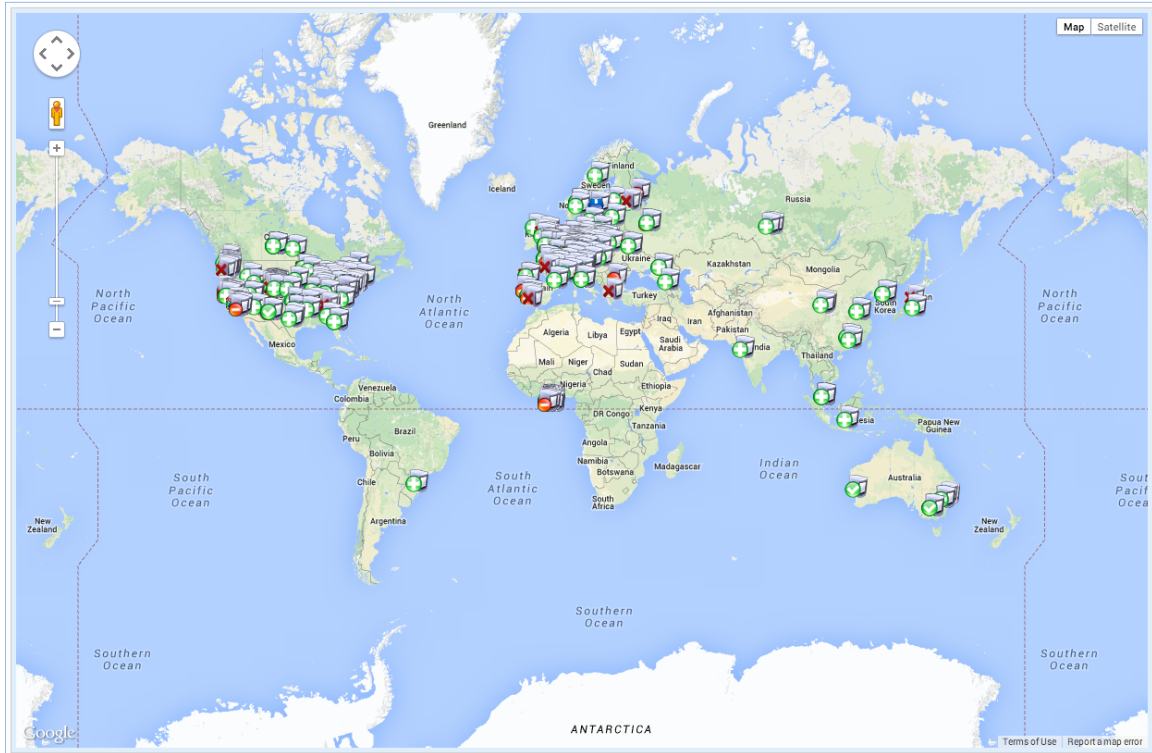 Map
Satellite
Greenland
Iceland
Finland
Sweden
Russia
Ukraine
Kazakhstan
Mongolia
North
Pacific
Ocean
North
Atlantic
Ocean
North
Pacific
Ocean
Turkey
South
Korea
Afghanistan
Iraq
Iran
Pakistan
Algeria
Libya
Egypt
Saudi
Arabia
Mexico
Thailand
Mali
Niger
Chad
Sudan
Nigeria
Ethiopia
Venezuela
Colombia
DR Congo
Kenya
Tanzania
Papua New
Guinea
Brazil
Peru
Bolivia
Angola
Namibia
Botswana
Madagascar
South
Pacific
Ocean
South
Atlantic
Ocean
Indian
Ocean
Australia
Chile
South
Africa
Argentina
New
Zealand
New
Zealand
Southern
Ocean
Southern
Ocean
Southern
Ocean
ANTARCTICA
Google
Terms of Use
Report a map error